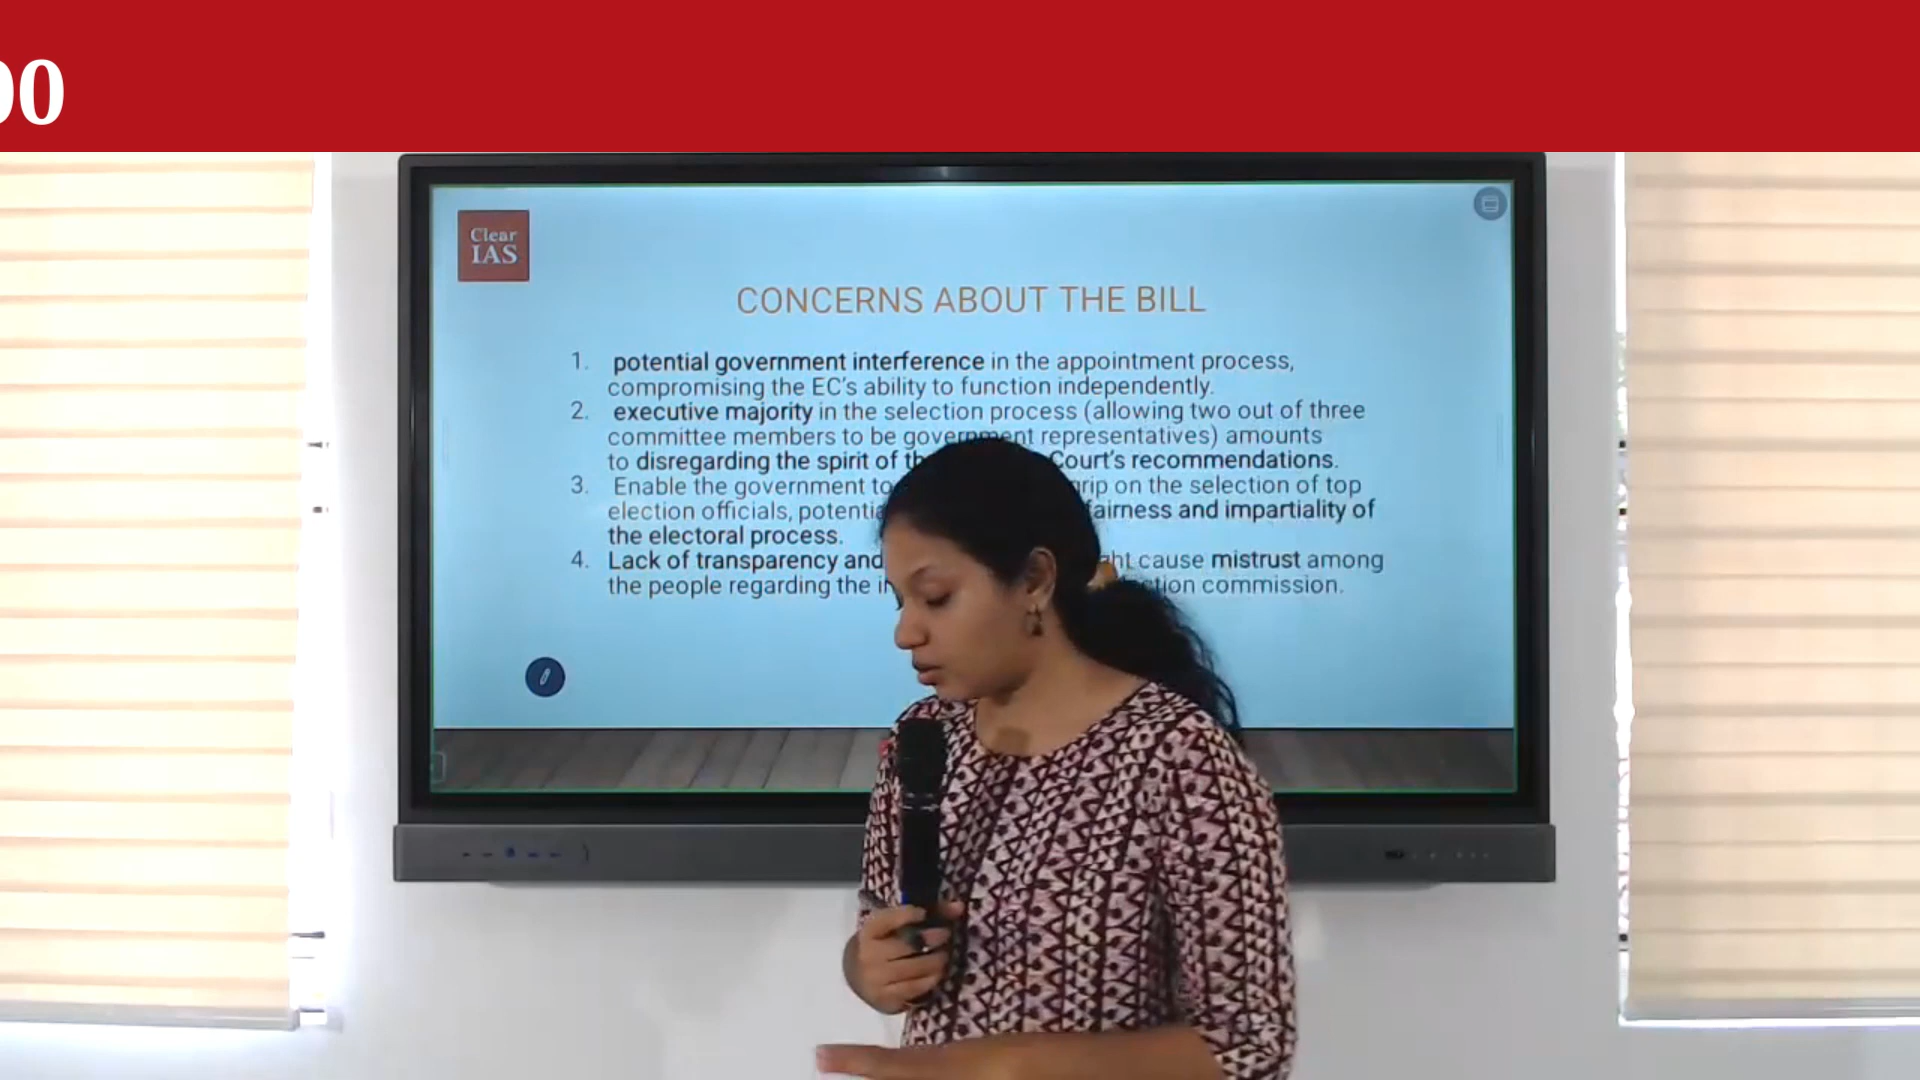 00
Clear
IAS
CONCERNS ABOUT THE BILL
1. potential government interference in the appointment process,
compromising the EC's ability to function independently.
2. executive majority in the selection process (allowing two out of three
committee members to be government representatives) amounts
to disregarding the spirit of Court's recommendations.
3. Enable the government to grip on the selection of top
election officials, fairness and impartiality of
the electoral process.
4. Lack of transparency and cause mistrust among
the people regarding the commission.